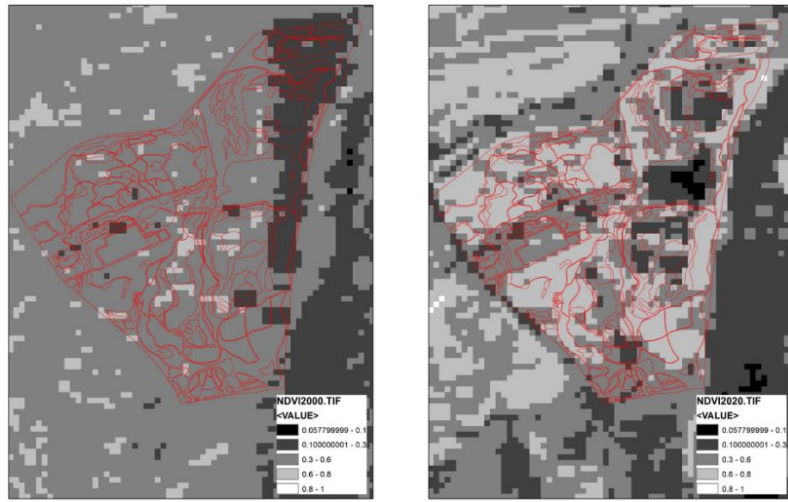 NDVI2000.TIF
<VALUE>
0.057799999 - 0.1
0.100000001 - 0.3
0.3 - 0.6
0.6 - 0.8
0.8 - 1
NDVI2020.TIF
<VALUE>
0.057799999 - 0.1
0.100000001 - 0.3
0.3 - 0.6
0.6 - 0.8
0.8 - 1